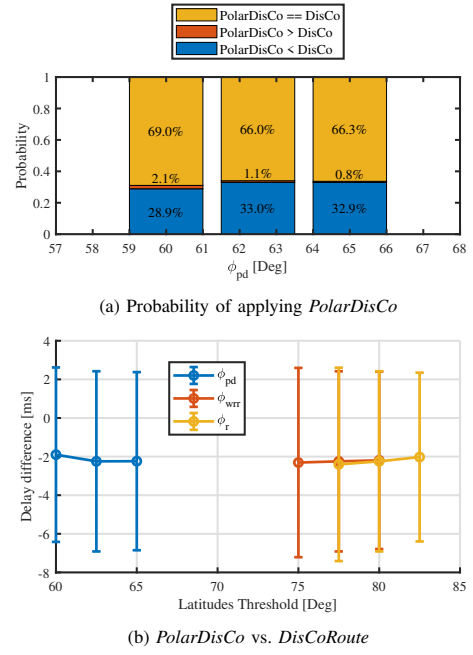 PolarDisCo == DisCo
PolarDisCo > DisCo
PolarDisCo < DisCo
1
0.8
0.6
0.4
0.2
0
Probability
69.0%
66.0%
66.3%
2.1%
1.1%
0.8%
28.9%
33.0%
32.9%
57 58 59 60 61 62 63 64 65 66 67 68
ϕpd [Deg]
(a) Probability of applying PolarDisCo
4
2
0
-2
-4
-6
-8
Delay difference [ms]
ϕpd
ϕwrr
ϕr
60 65 70 75 80 85
Latitudes Threshold [Deg]
(b) PolarDisCo vs. DisCoRoute